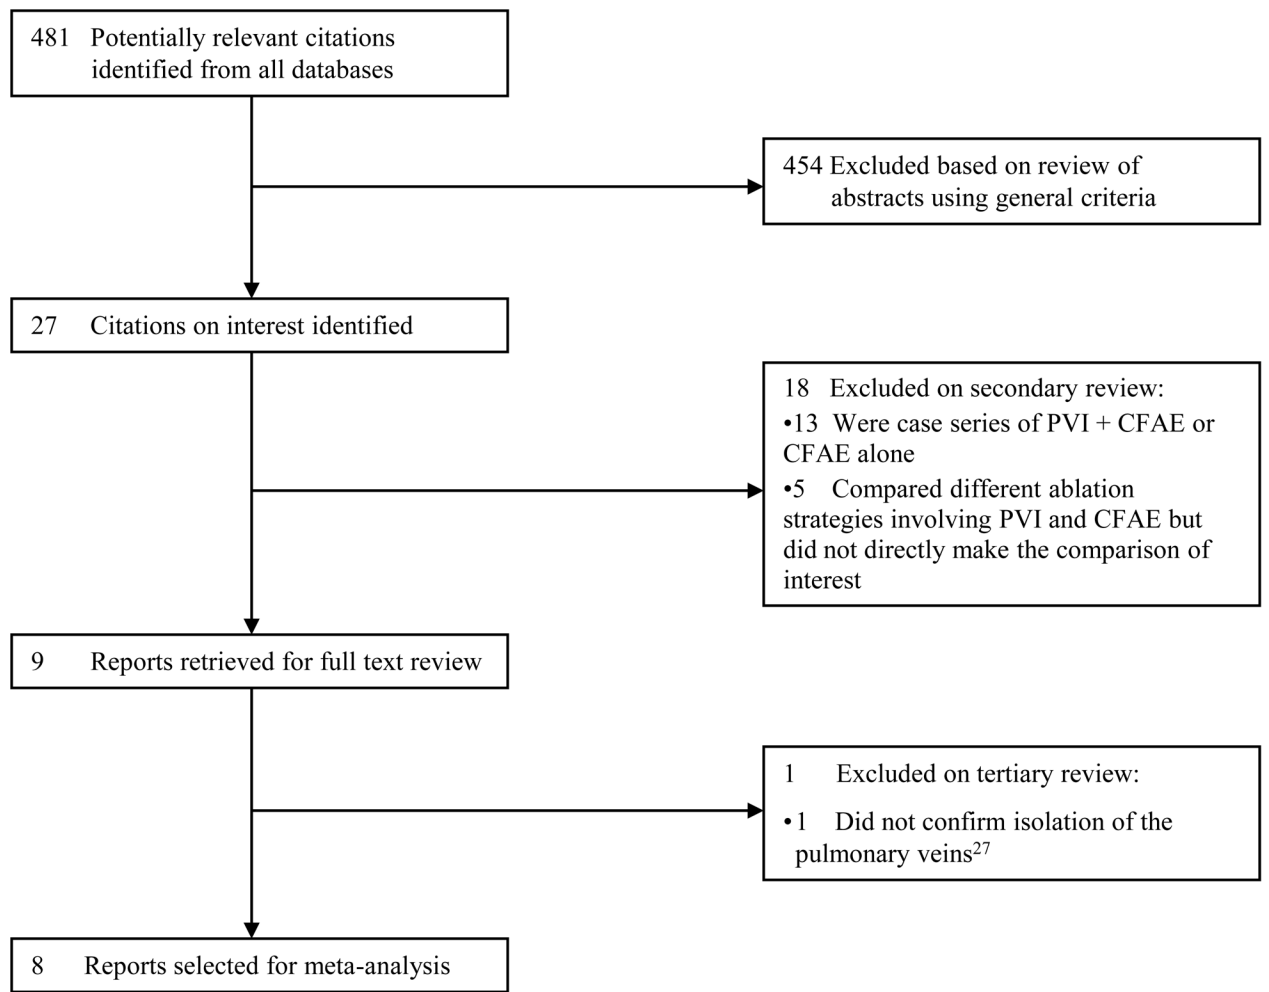 481 Potentially relevant citations
identified from all databases
454 Excluded based on review of
abstracts using general criteria
27 Citations on interest identified
18 Excluded on secondary review:
•13 Were case series of PVI + CFAE or
CFAE alone
•5 Compared different ablation
strategies involving PVI and CFAE but
did not directly make the comparison of
interest
9 Reports retrieved for full text review
1 Excluded on tertiary review:
•1 Did not confirm isolation of the
pulmonary veins27
8 Reports selected for meta-analysis